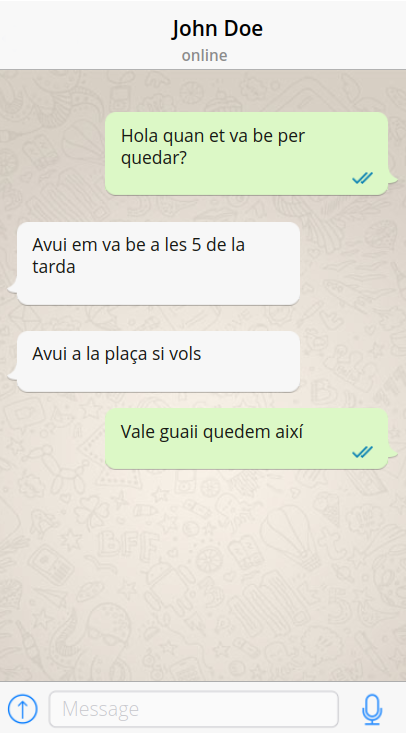 John Doe
online
Hola quan et va be per
quedar?
Avui em va be a les 5 de la
tarda
Avui a la plaça si vols
Vale guaii quedem així
Message